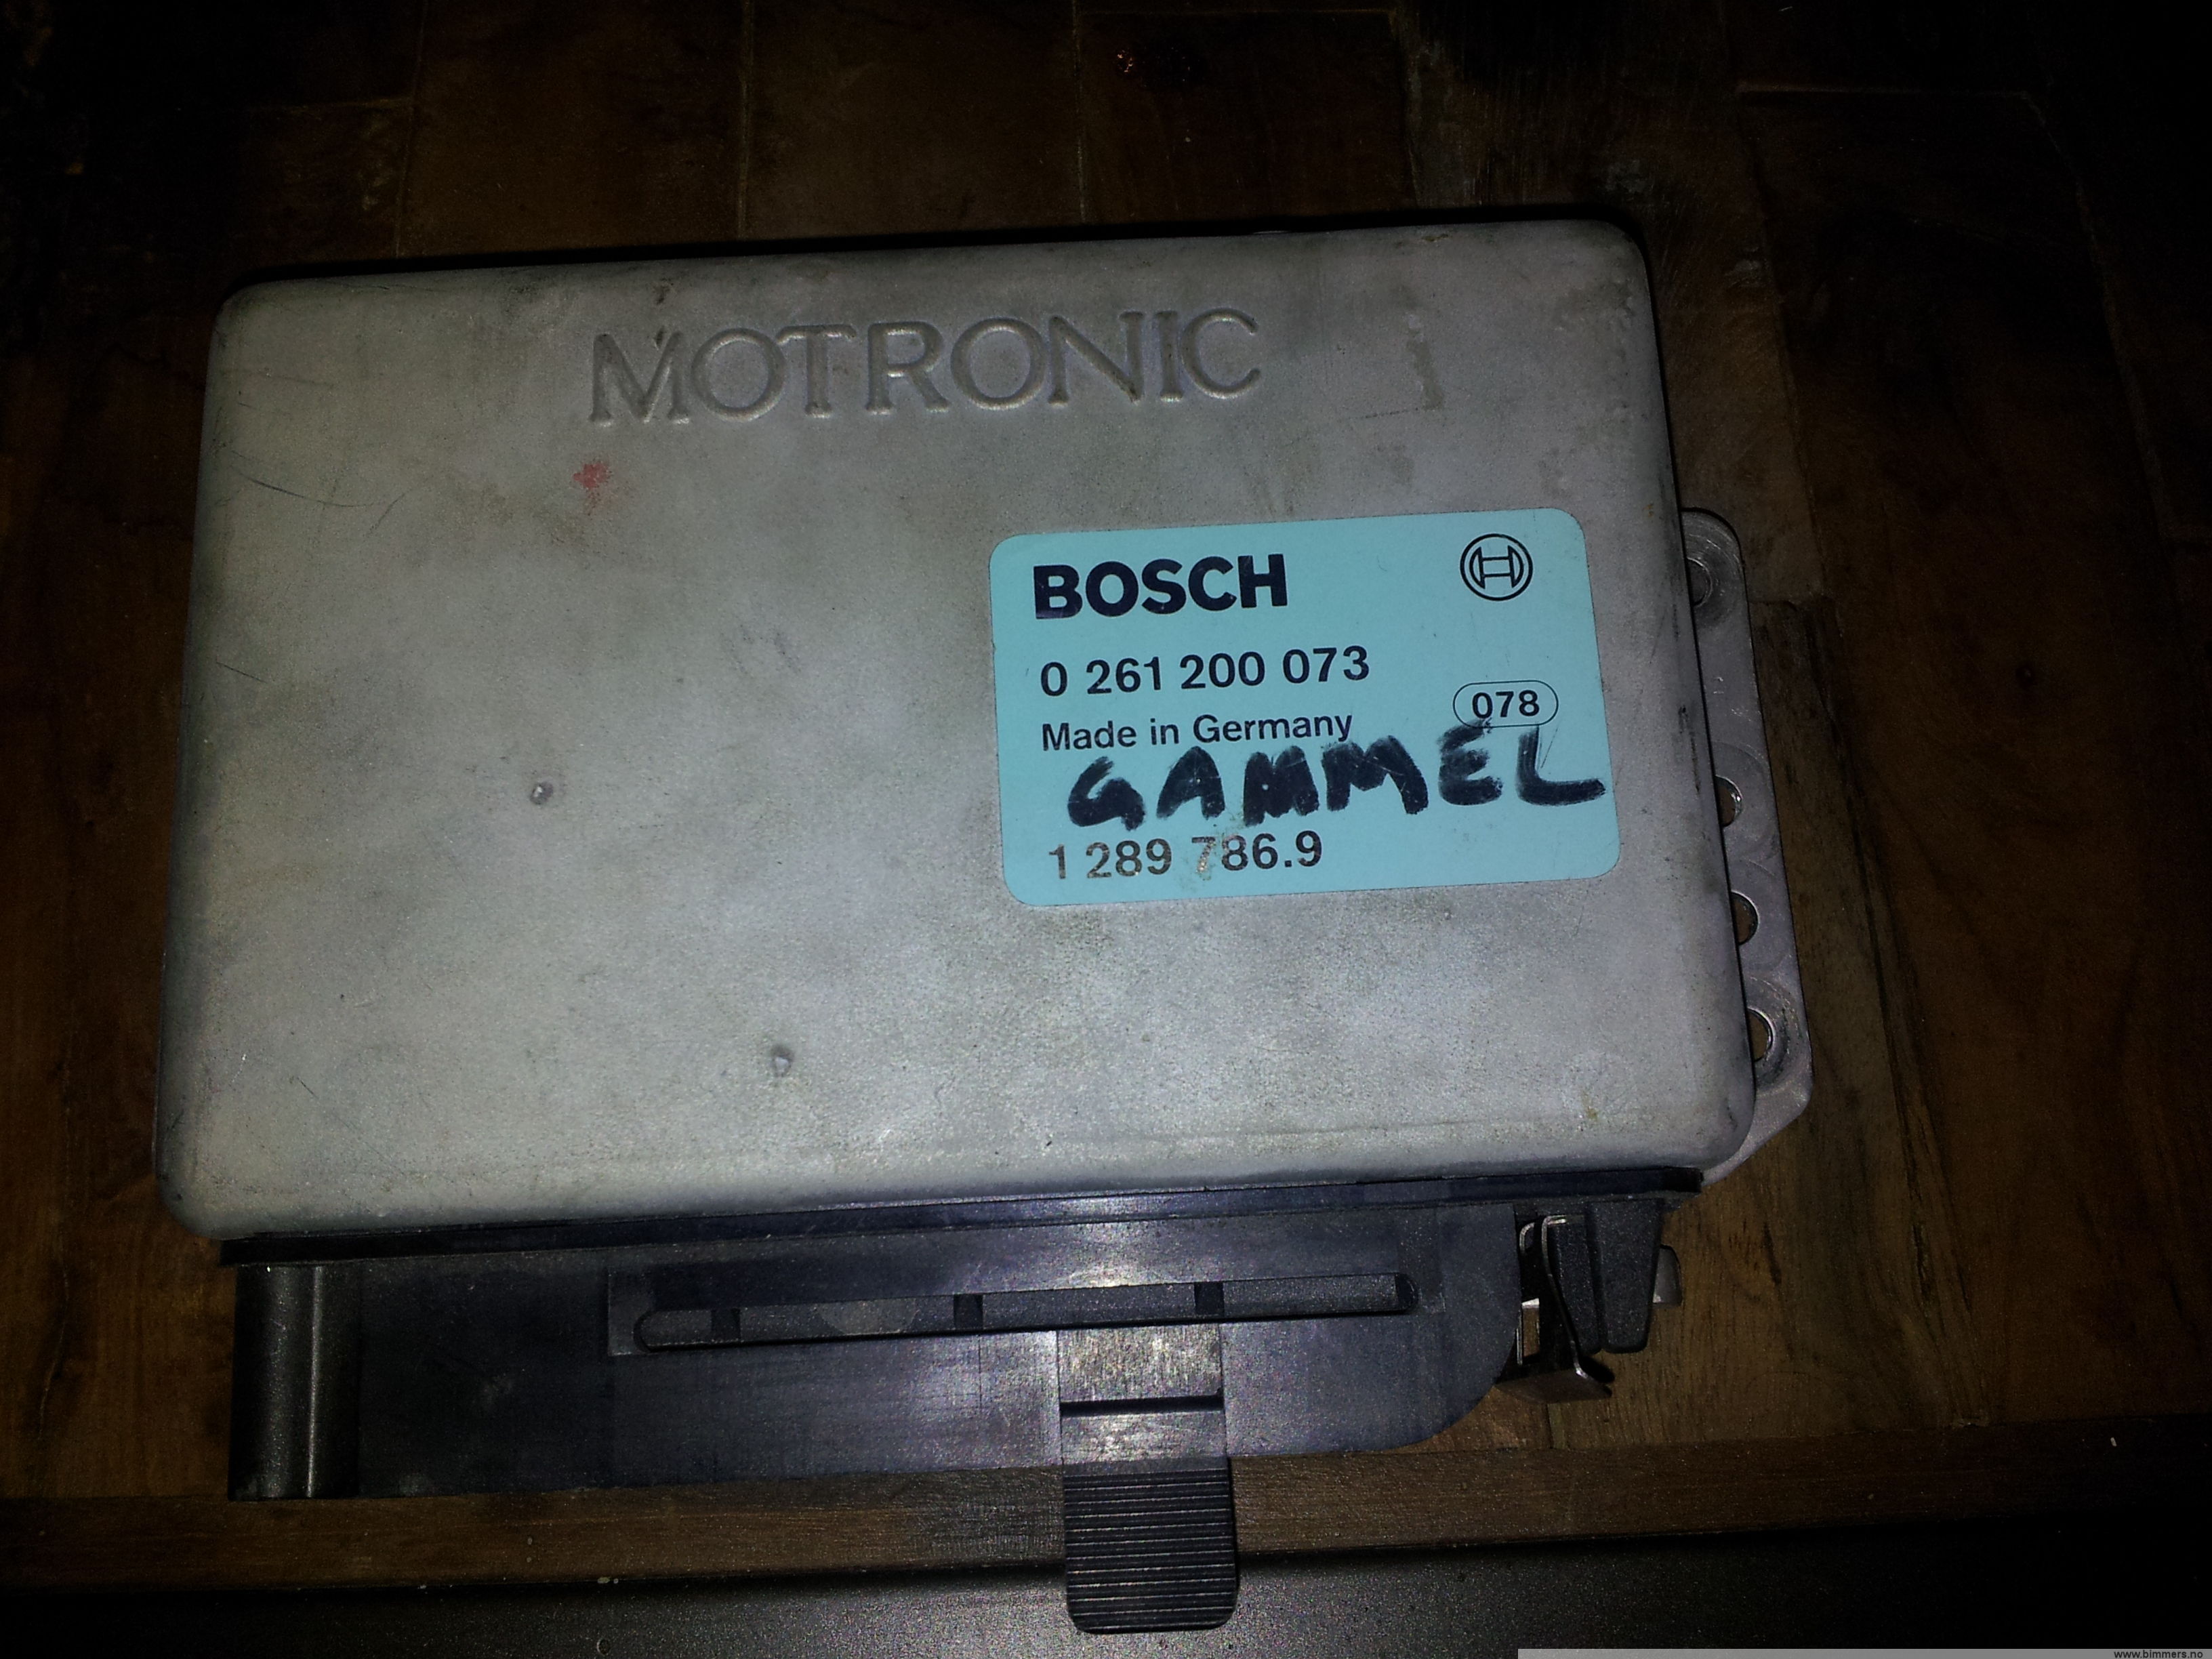 MOTRONIC
BOSCH
0 261 200 073
078
Made in Germany
GAMMEL
1 289 786.9
www.bimmers.no